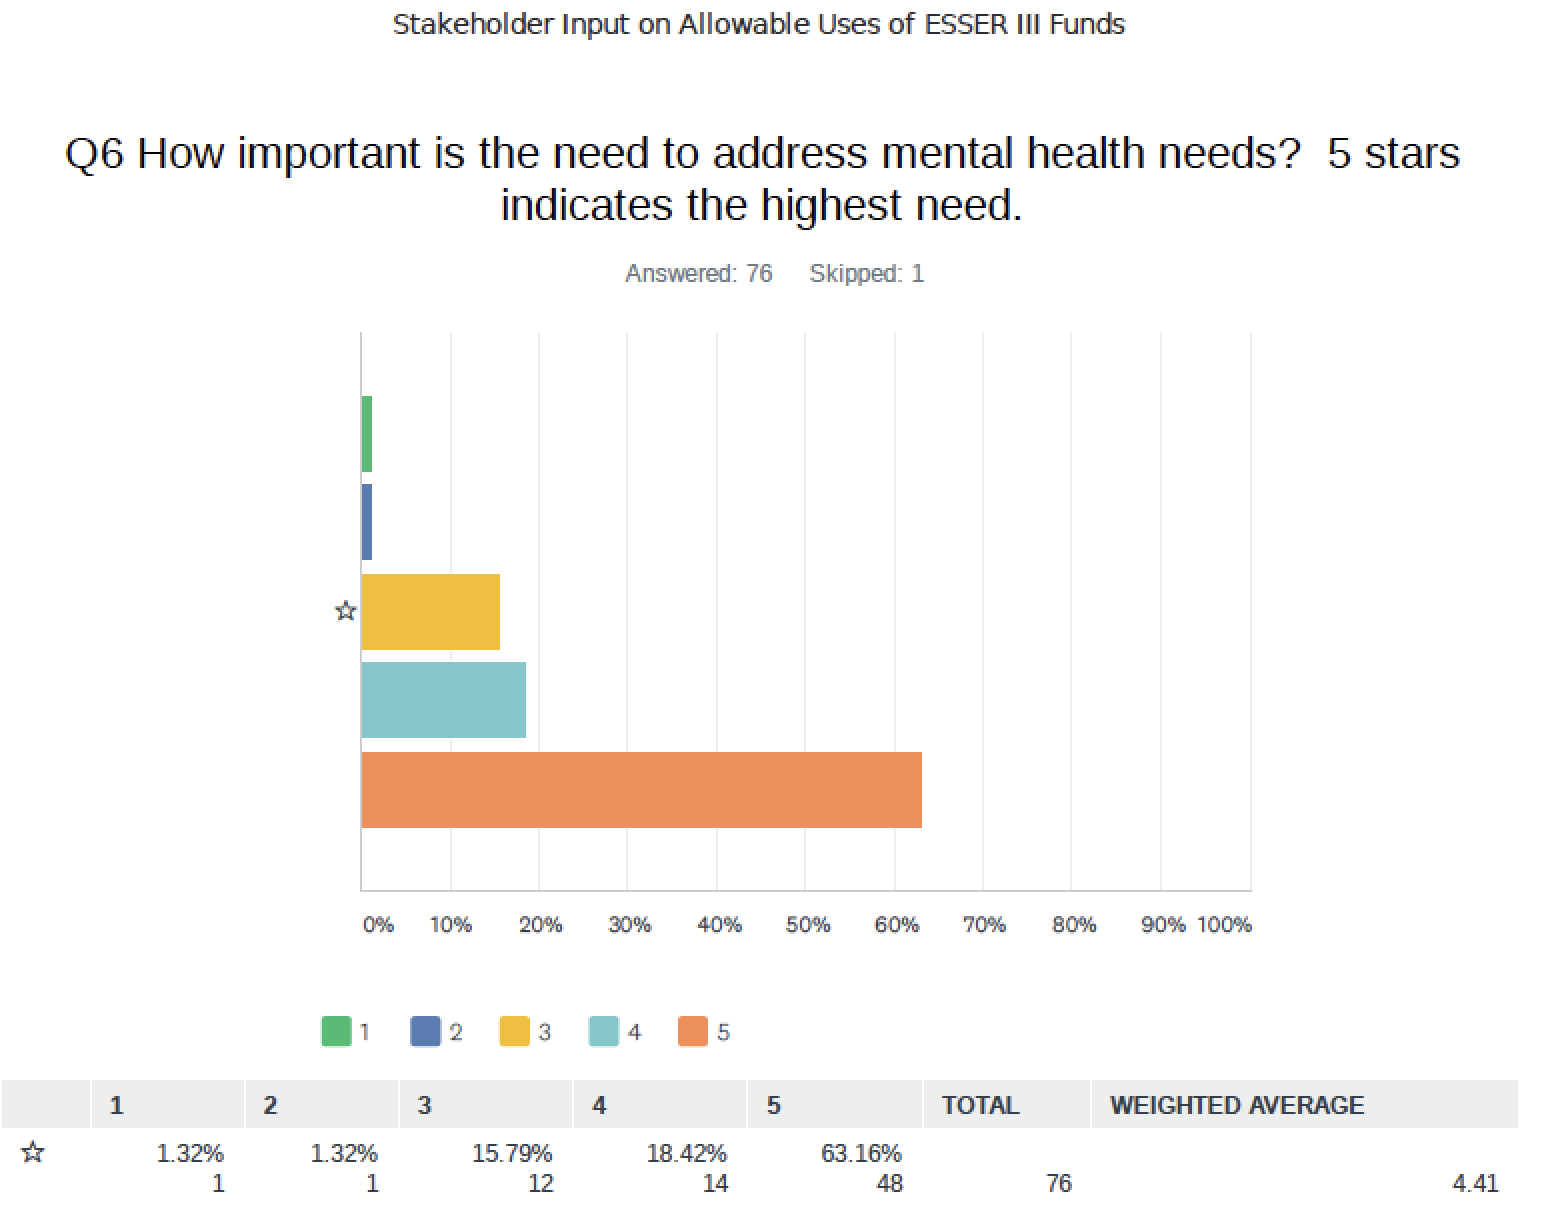 Stakeholder Input on Allowable Uses of ESSER III Funds
Q6 How important is the need to address mental health needs?  5 stars
indicates the highest need.
Answered: 76 Skipped: 1
0% 10% 20% 30% 40% 50% 60% 70% 80% 90% 100%
1 2 3 4 5
1 2 3 4 5 TOTAL WEIGHTED AVERAGE
1.32% 1.32% 15.79% 18.42% 63.16%
1 1 12 14 48 76 4.41